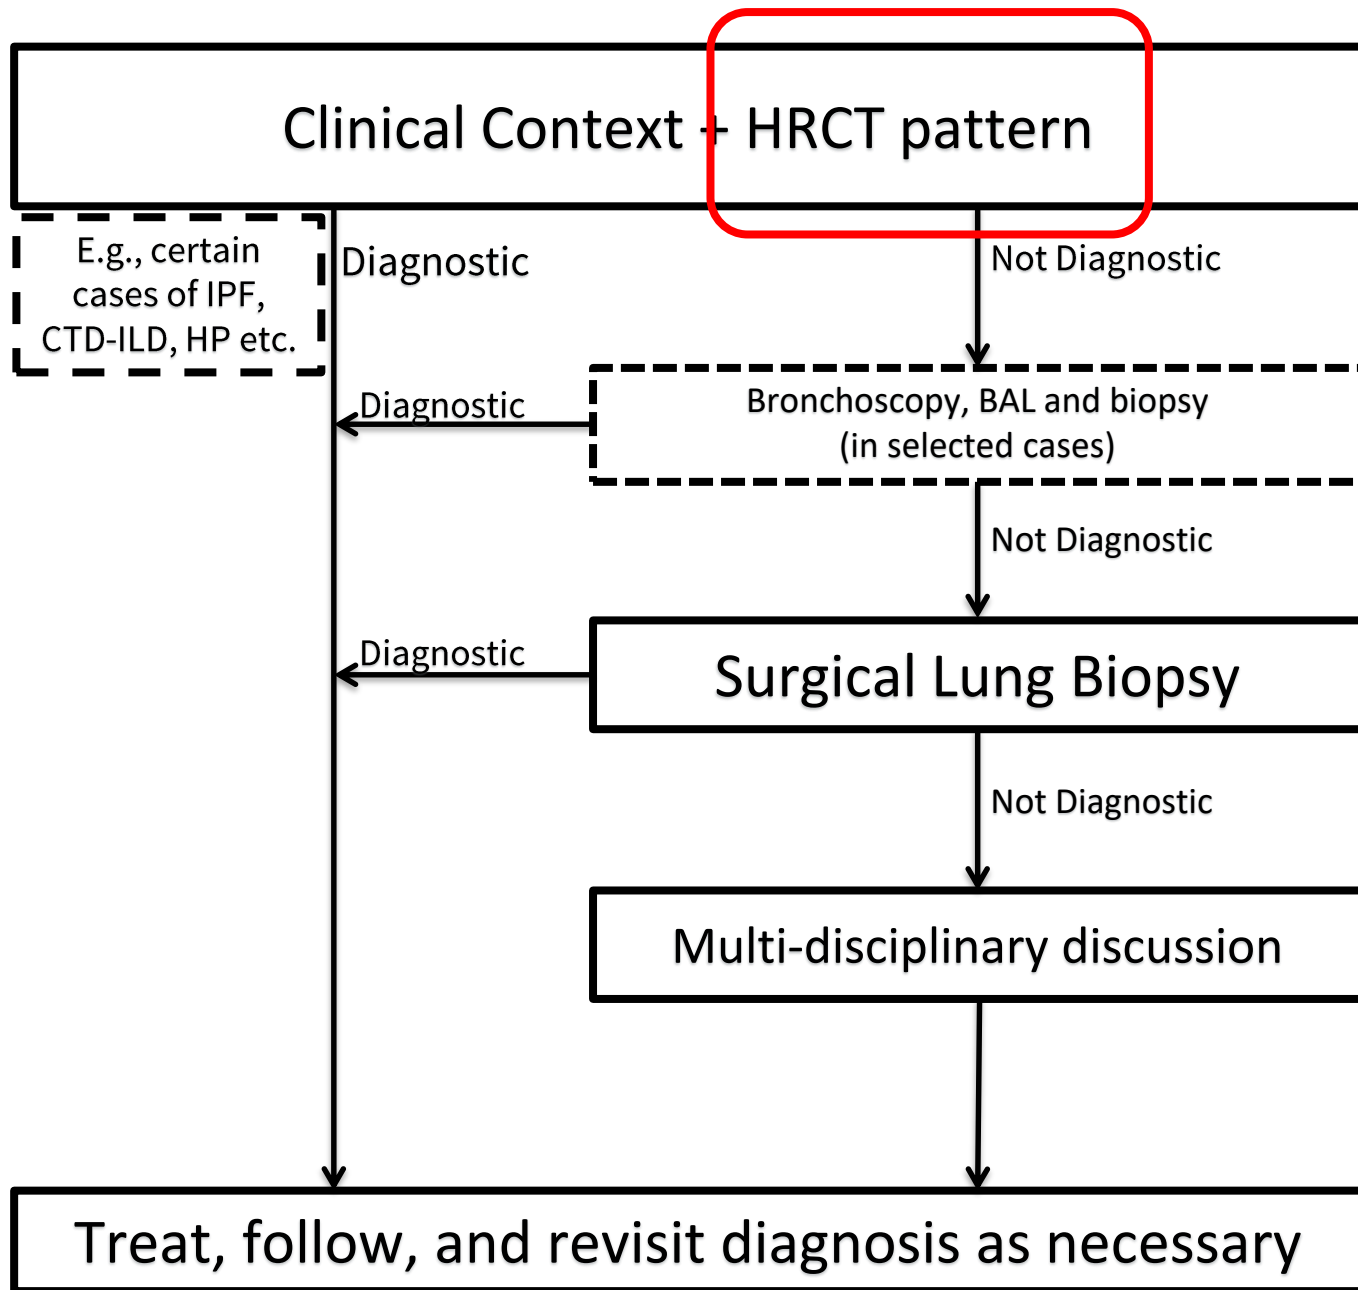 Clinical Context + HRCT pattern
E.g., certain
cases of IPF,
CTD-ILD, HP etc.
Diagnostic
Not Diagnostic
Diagnostic
Bronchoscopy, BAL and biopsy
(in selected cases)
Not Diagnostic
Diagnostic
Surgical Lung Biopsy
Not Diagnostic
Multi-disciplinary discussion
Treat, follow, and revisit diagnosis as necessary